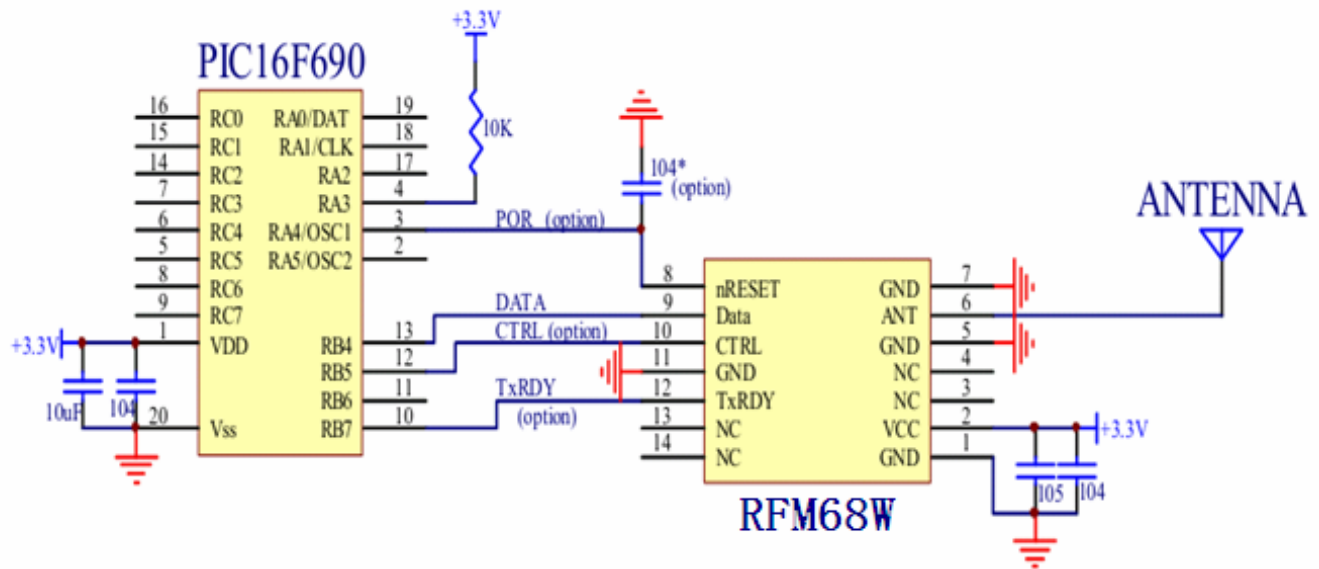 +3.3V
PIC16F690
16 RC0 RA0/DAT 19
15 RC1 RA1/CLK 18
14 RC2 RA2 17
7 RC3 RA3 4
6 RC4 RA4/OSC1 3
5 RC5 RA5/OSC2 2
8 RC6
9 RC7
1 VDD RB4 13
RB5 12
RB6 11
20 Vss RB7 10
10K
104*
(option)
POR (option)
DATA
CTRL (option)
TxRDY
(option)
+3.3V
10uF
104
ANTENNA
8 nRESET GND 7
9 Data ANT 6
10 CTRL GND 5
11 GND NC 4
12 TxRDY NC 3
13 NC VCC 2
14 NC GND 1
+3.3V
105
104
RFM68W